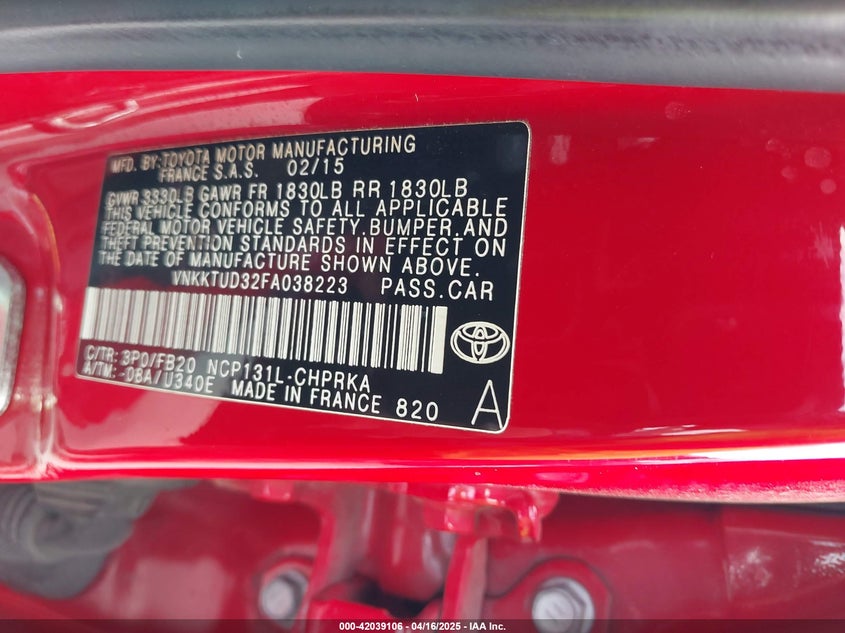 MFD. BY:TOYOTA MOTOR MANUFACTURING
FRANCE S.A.S. 02/15
GVWR 3330LB GAWR FR 1830LB RR 1830LB
THIS VEHICLE CONFORMS TO ALL APPLICABLE
FEDERAL MOTOR VEHICLE SAFETY,BUMPER,AND
THEFT PREVENTION STANDARDS IN EFFECT ON
THE DATE OF MANUFACTURE SHOWN ABOVE.
VNKKTUD32FA038223 PASS.CAR
C/TR: 3P0/FB20 NCP131L-CHPRKA
A/TM: -08A/U340E MADE IN FRANCE 820
A
000-42039106 - 04/16/2025 - IAA Inc.